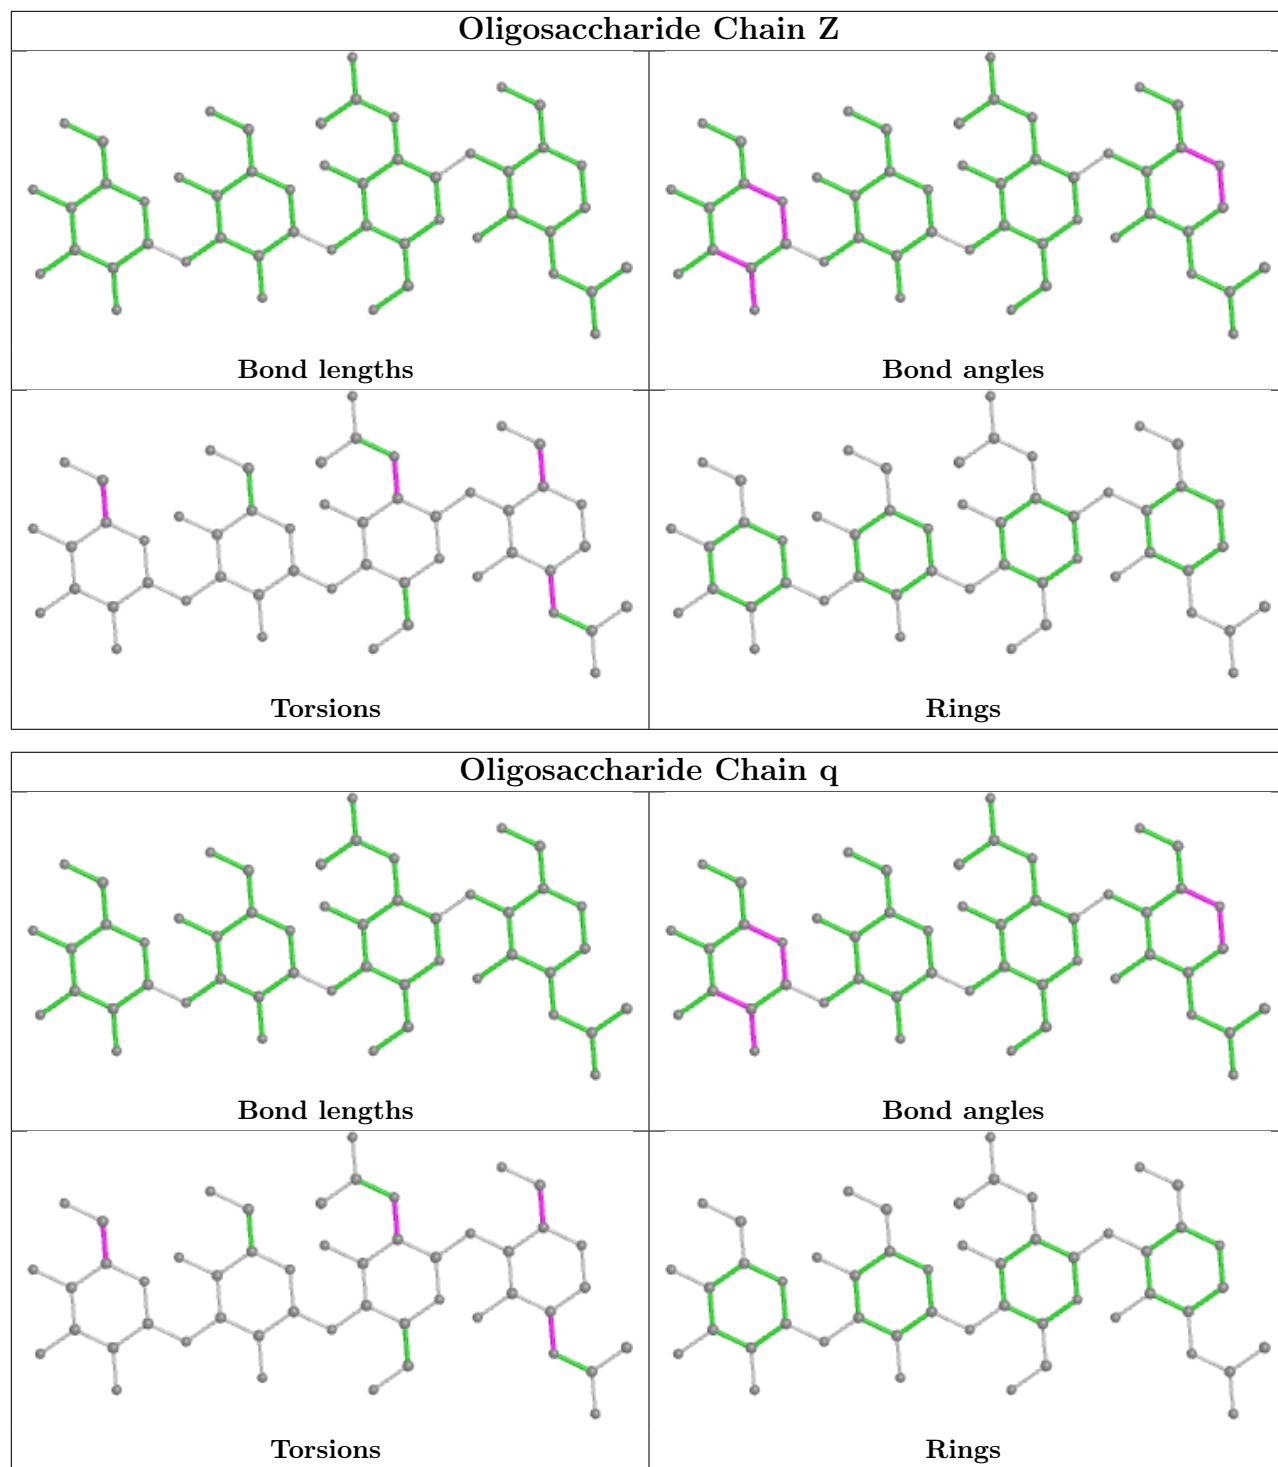 Oligosaccharide Chain Z
Bond lengths
Bond angles
Torsions
Rings
Oligosaccharide Chain q
Bond lengths
Bond angles
Torsions
Rings